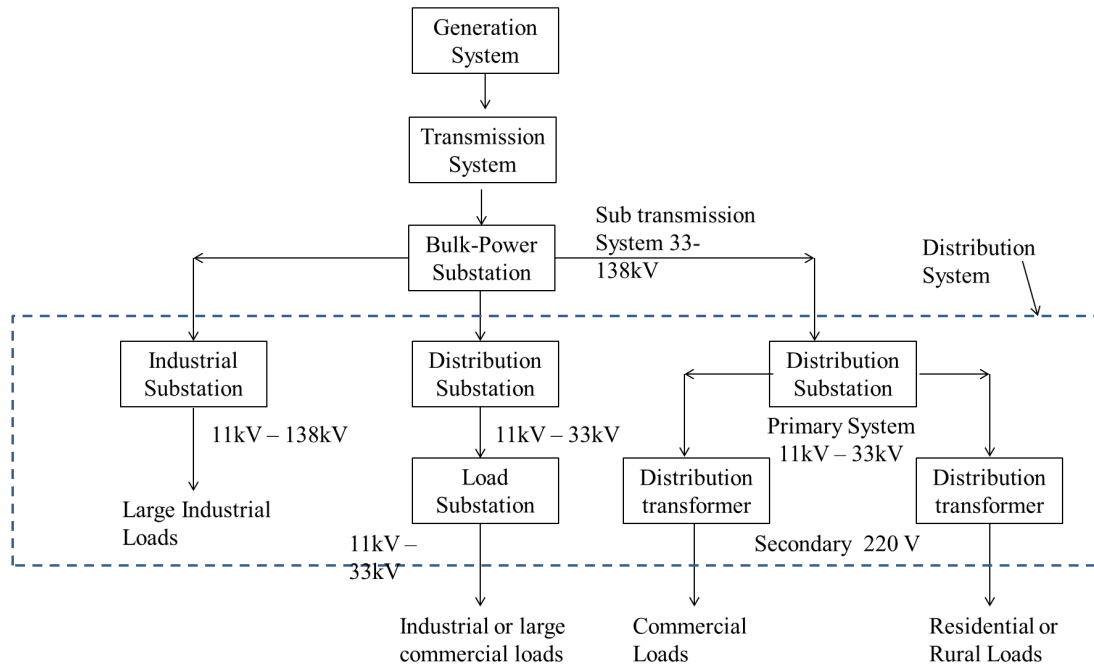 Generation
System
Transmission
System
Sub transmission
System 33-
138kV
Bulk-Power
Substation
Distribution
System
Industrial
Substation
Distribution
Substation
Distribution
Substation
11kV – 138kV
11kV – 33kV
Primary System
11kV – 33kV
Load
Substation
Distribution
transformer
Distribution
transformer
Large Industrial
Loads
11kV –
33kV
Secondary  220 V
Industrial or large
commercial loads
Commercial
Loads
Residential or
Rural Loads